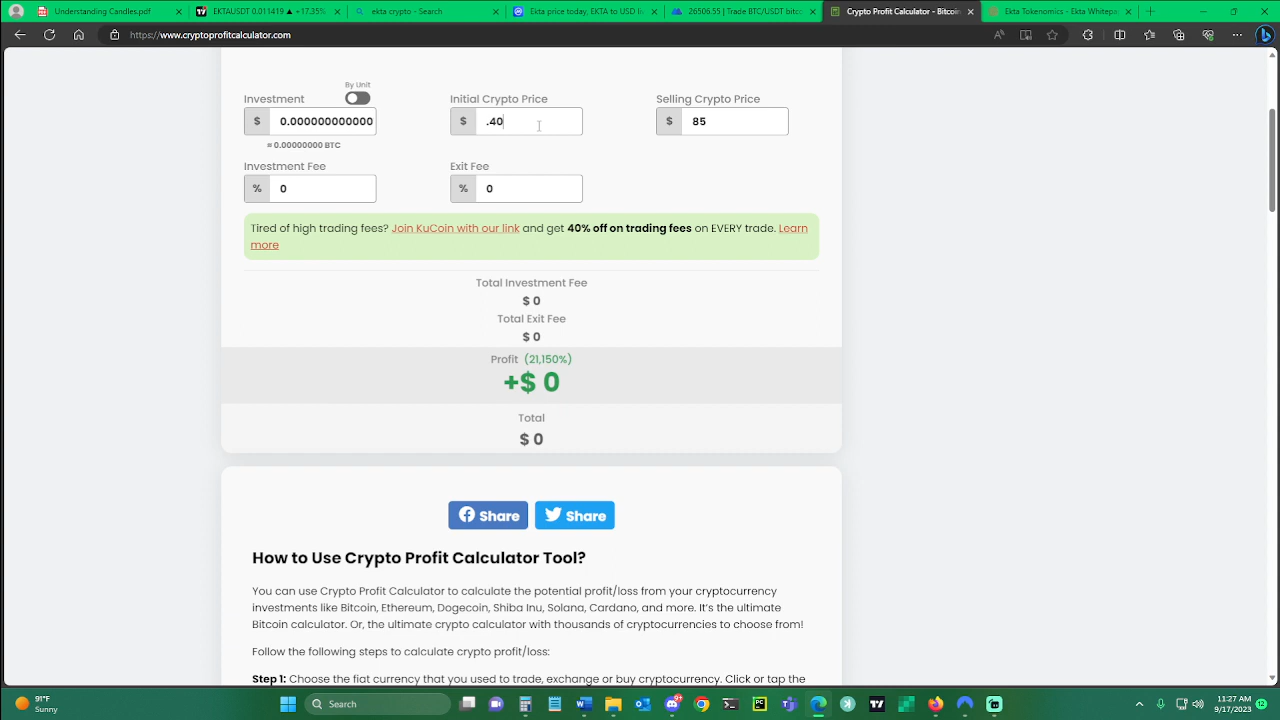 Understanding Candles.pdf
EKTAUSDT 0.011419 ▲ +17.35%
ekta crypto - Search
Ekta price today, EKTA to USD li
26506.55 | Trade BTC/USDT bitco
Crypto Profit Calculator - Bitcoin
Ekta Tokenomics - Ekta Whitepa
https://www.cryptoprofitcalculator.com
By Unit
Investment
Initial Crypto Price
Selling Crypto Price
$ 0.000000000000
$ .40
$ 85
= 0.00000000 BTC
Investment Fee
Exit Fee
% 0
% 0
Tired of high trading fees? Join KuCoin with our link and get 40% off on trading fees on EVERY trade. Learn
more
Total Investment Fee
$ 0
Total Exit Fee
$ 0
Profit (21,150%)
+$ 0
Total
$ 0
Share
Share
How to Use Crypto Profit Calculator Tool?
You can use Crypto Profit Calculator to calculate the potential profit/loss from your cryptocurrency
investments like Bitcoin, Ethereum, Dogecoin, Shiba Inu, Solana, Cardano, and more. It's the ultimate
Bitcoin calculator. Or, the ultimate crypto calculator with thousands of cryptocurrencies to choose from!
Follow the following steps to calculate crypto profit/loss:
Step 1: Choose the fiat currency that you used to trade, exchange or buy cryptocurrency. Click or tap the
91°F
Sunny
Search
11:27 AM
9/17/2023